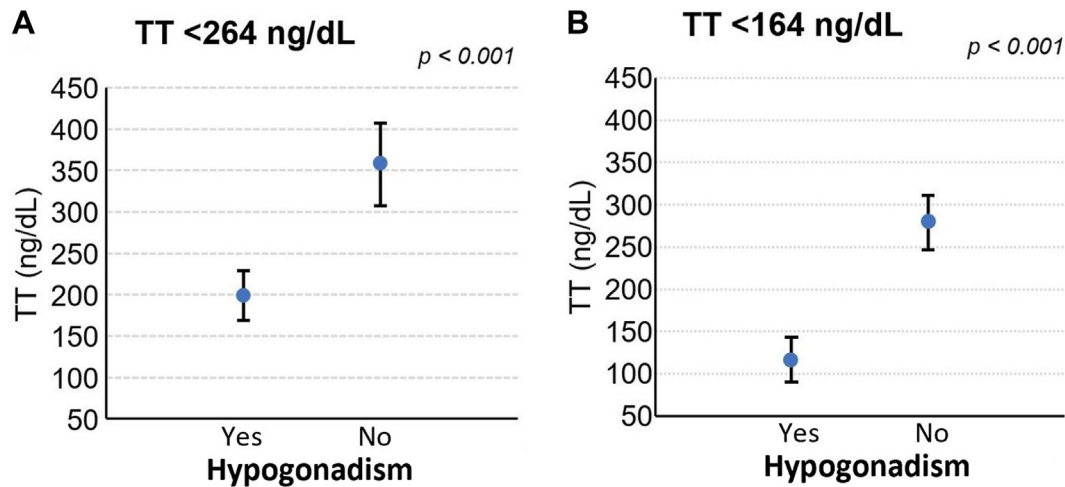 A
TT <264 ng/dL
p < 0.001
450
400
350
300
250
200
150
100
50
TT (ng/dL)
Yes No
Hypogonadism
B
TT <164 ng/dL
p < 0.001
450
400
350
300
250
200
150
100
50
TT (ng/dL)
Yes No
Hypogonadism